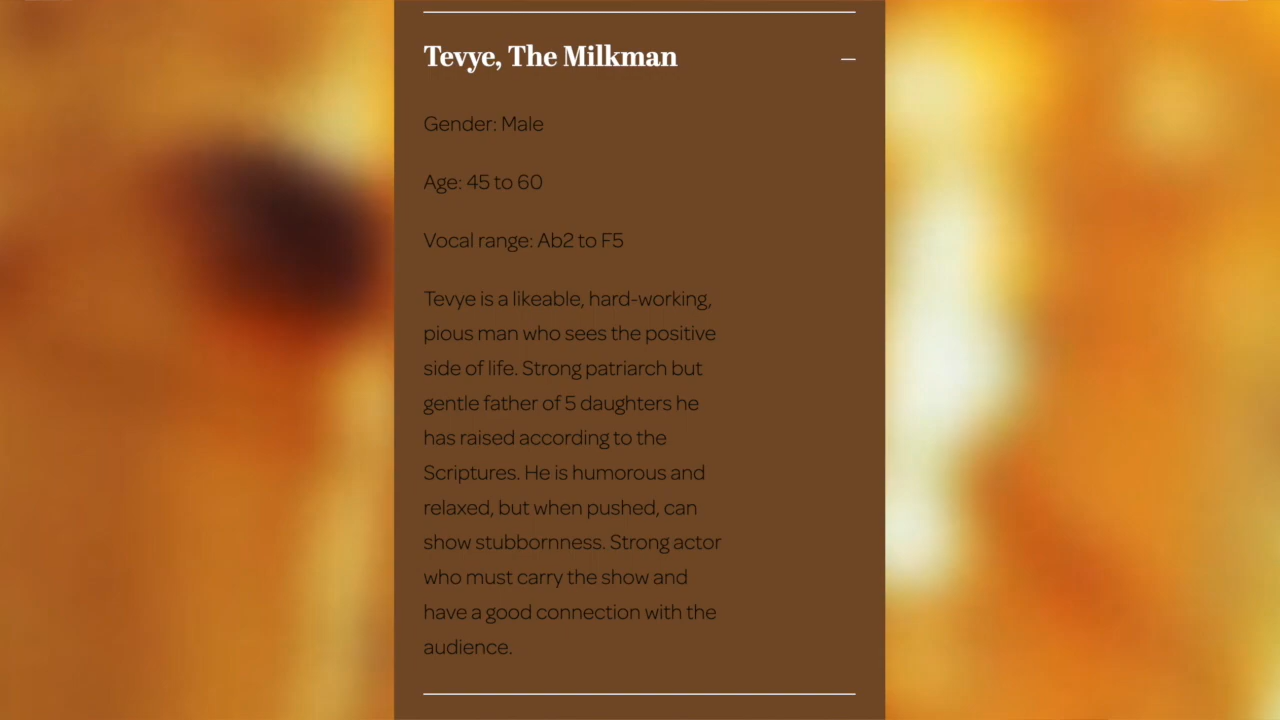 Tevye, The Milkman
Gender: Male
Age: 45 to 60
Vocal range: Ab2 to F5
Tevye is a likeable, hard-working,
pious man who sees the positive
side of life. Strong patriarch but
gentle father of 5 daughters he
has raised according to the
Scriptures. He is humorous and
relaxed, but when pushed, can
show stubbornness. Strong actor
who must carry the show and
have a good connection with the
audience.